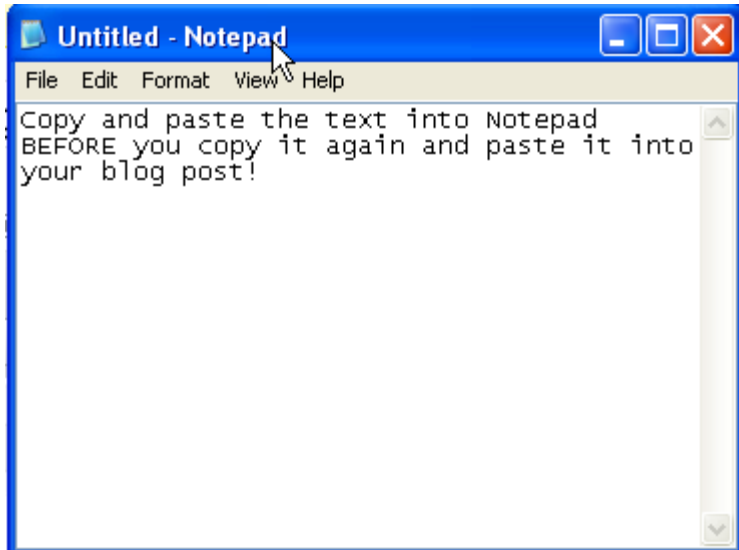 Untitled - Notepad
File Edit Format View Help
Copy and paste the text into Notepad
BEFORE you copy it again and paste it into
your blog post!